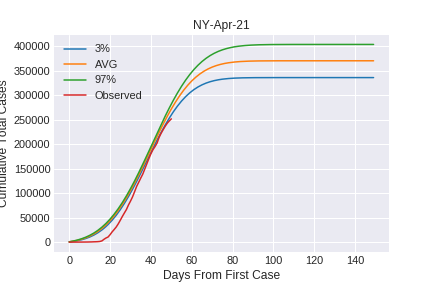 NY-Apr-21
3%
AVG
97%
Observed
400000
350000
300000
250000
200000
150000
100000
50000
0
Cumulative Total Cases
0 20 40 60 80 100 120 140
Days From First Case